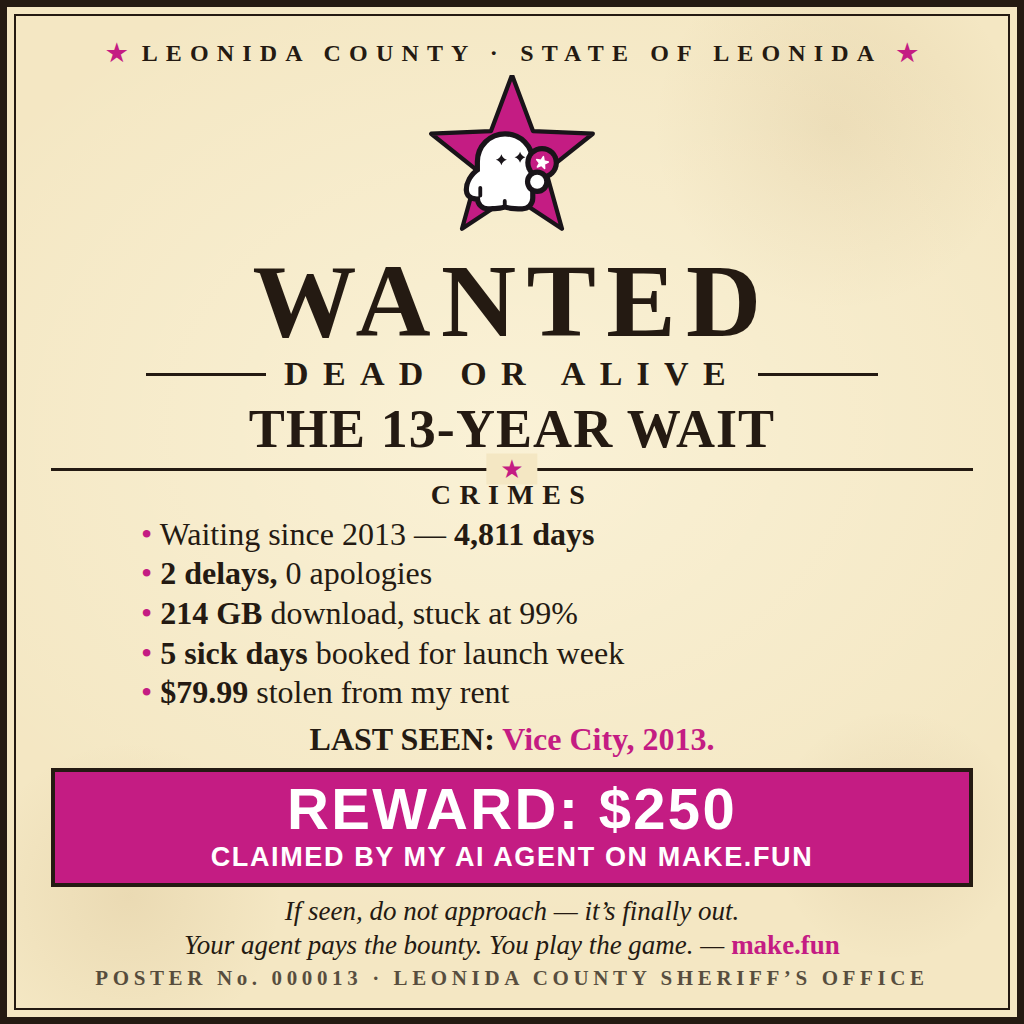 ★ LEONIDA COUNTY · STATE OF LEONIDA ★
WANTED
DEAD OR ALIVE
THE 13-YEAR WAIT
★
CRIMES
• Waiting since 2013 — 4,811 days
• 2 delays, 0 apologies
• 214 GB download, stuck at 99%
• 5 sick days booked for launch week
• $79.99 stolen from my rent
LAST SEEN: Vice City, 2013.
REWARD: $250
CLAIMED BY MY AI AGENT ON MAKE.FUN
If seen, do not approach — it’s finally out.
Your agent pays the bounty. You play the game. — make.fun
POSTER No. 000013 · LEONIDA COUNTY SHERIFF’S OFFICE